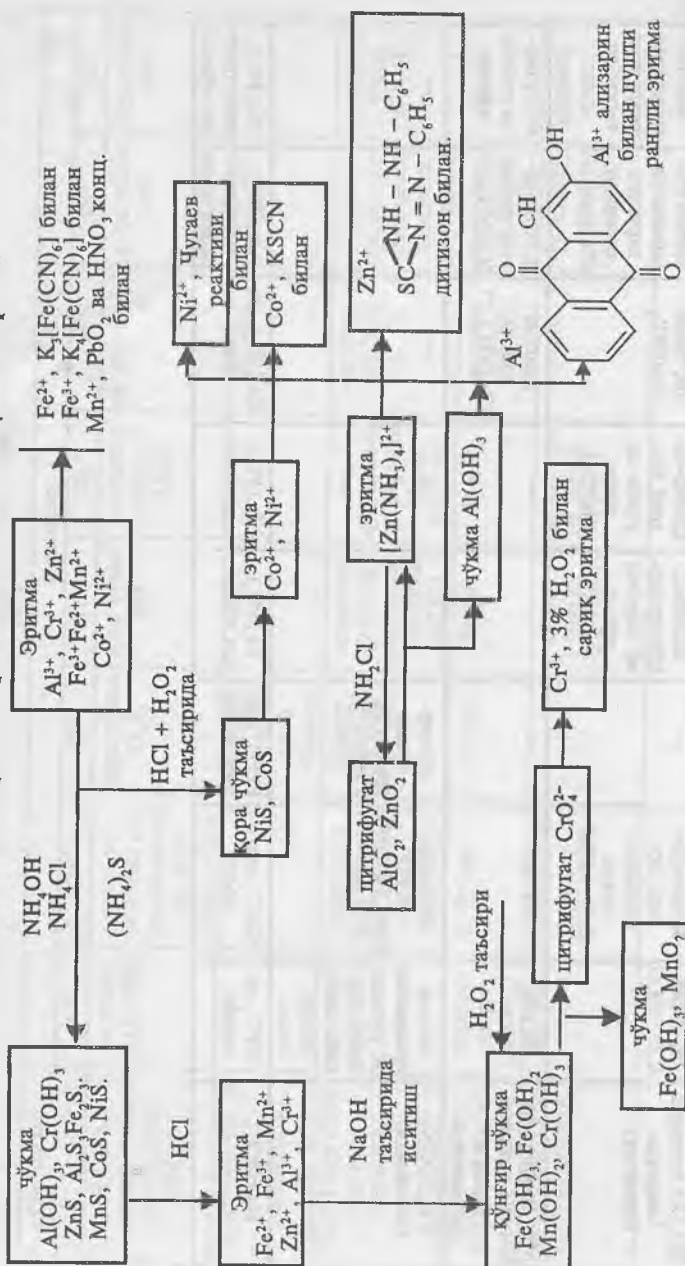 Эритма
Al³⁺, Cr³⁺, Zn²⁺
Fe³⁺Fe²⁺Mn²⁺
Co²⁺, Ni²⁺
Fe²⁺, K₃[Fe(CN)₆] билан
Fe³⁺, K₄[Fe(CN)₆] билан
Mn²⁺, PbO₂ ва HNO₃ конц.
билан
NH₄OH
NH₄Cl
(NH₄)₂S
HCl + H₂O₂
таъсирида
чўкма
Al(OH)₃, Cr(OH)₃
ZnS, Al₂S₃Fe₂S₃,
MnS, CoS, NiS.
қора чўкма
NiS, CoS
эритма
Co²⁺, Ni²⁺
Ni²⁺, Чугаев
реактиви
билан
Co²⁺, KSCN
билан
HCl
Эритма
Fe²⁺, Fe³⁺, Mn²⁺
Zn²⁺, Al³⁺, Cr³⁺
цитрифугат
AlO₂, ZnO₂
NH₂Cl
эритма
[Zn(NH₃)₄]²⁺
Zn²⁺
SC
NH – NH – C₆H₅
N = N – C₆H₅
дитизон билан.
чўкма Al(OH)₃
NaOH
таъсирида
иситиш
H₂O₂ таъсири
қўнғир чўкма
Fe(OH)₃, Fe(OH)₂
Mn(OH)₂, Cr(OH)₃
цитрифугат CrO₄²⁻
Cr³⁺, 3% H₂O₂ билан
сариқ эритма
чўкма
Fe(OH)₃, MnO₂
Al³⁺
O
CH
OH
O
Al³⁺ ализарин
билан пушти
рангли эритма